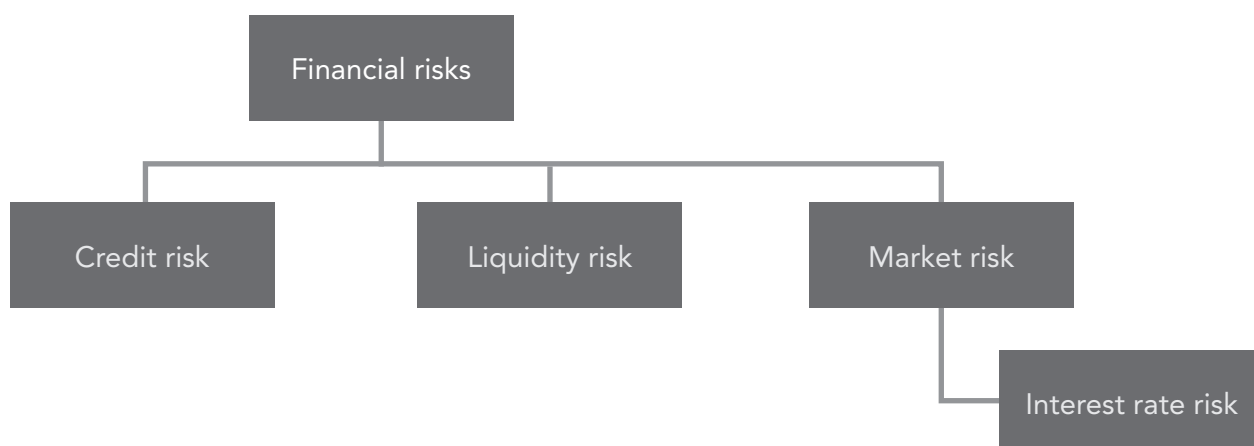 Financial risks
Credit risk
Liquidity risk
Market risk
Interest rate risk